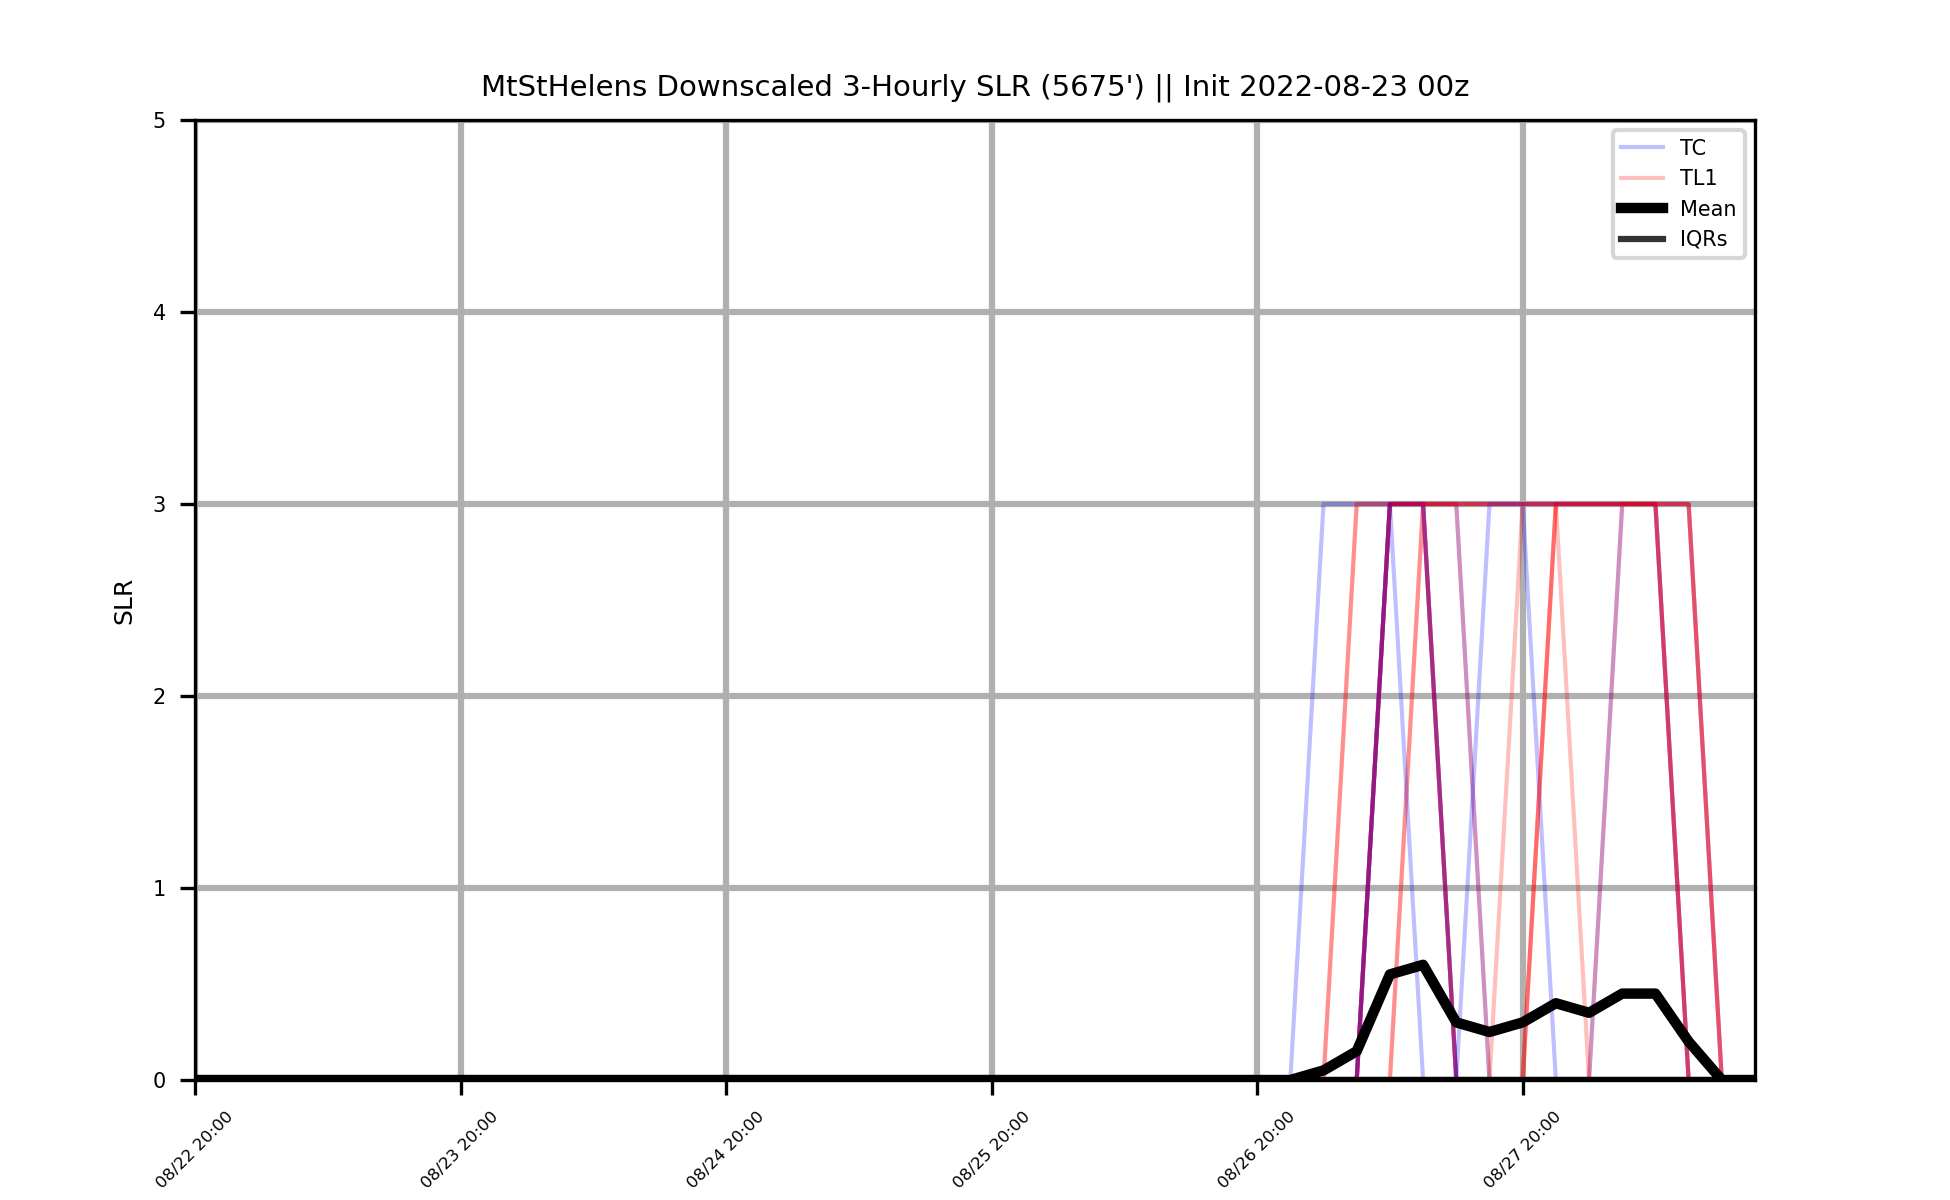 MtStHelens Downscaled 3-Hourly SLR (5675') || Init 2022-08-23 00z
TC
TL1
Mean
IQRs
SLR
5
4
3
2
1
0
08/22 20:00
08/23 20:00
08/24 20:00
08/25 20:00
08/26 20:00
08/27 20:00